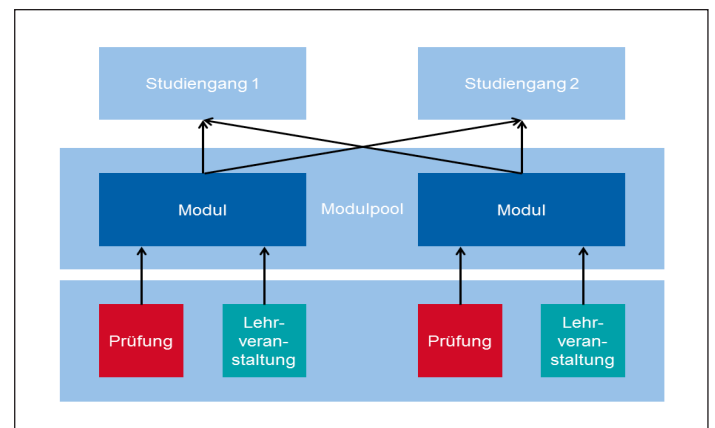 Studiengang 1
Studiengang 2
Modul
Modulpool
Modul
Prüfung
Lehr-
veran-
staltung
Prüfung
Lehr-
veran-
staltung